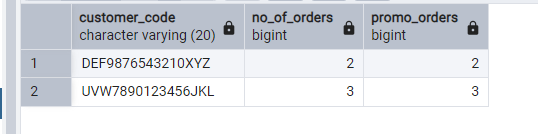 customer_code no_of_orders promo_orders
character varying (20) bigint bigint
1 DEF9876543210XYZ 2 2
2 UVW7890123456JKL 3 3